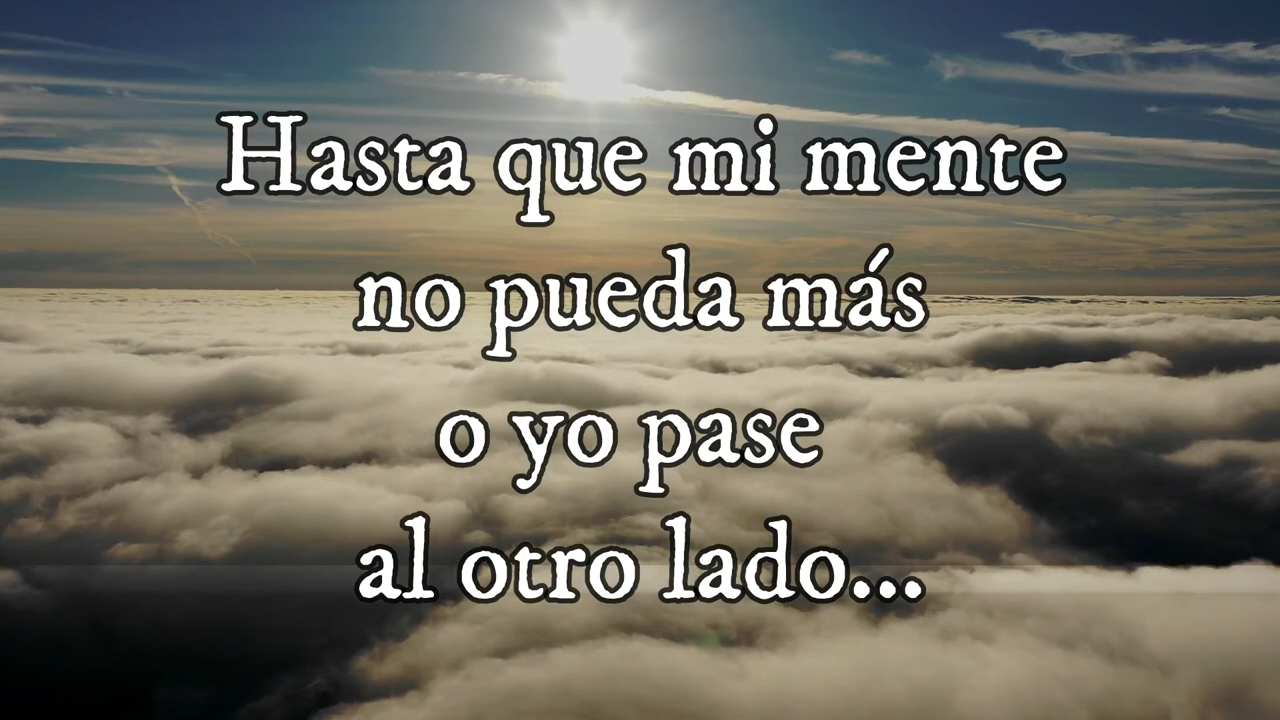 Hasta que mi mente
no pueda más
o yo pase
al otro lado...